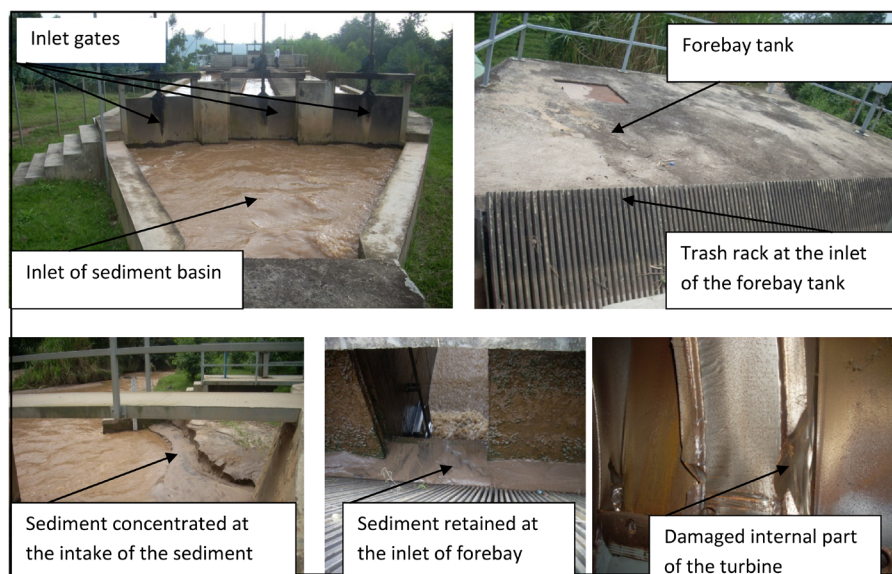 Inlet gates
Forebay tank
Inlet of sediment basin
Trash rack at the inlet
of the forebay tank
Sediment concentrated at
the intake of the sediment
Sediment retained at
the inlet of forebay
Damaged internal part
of the turbine